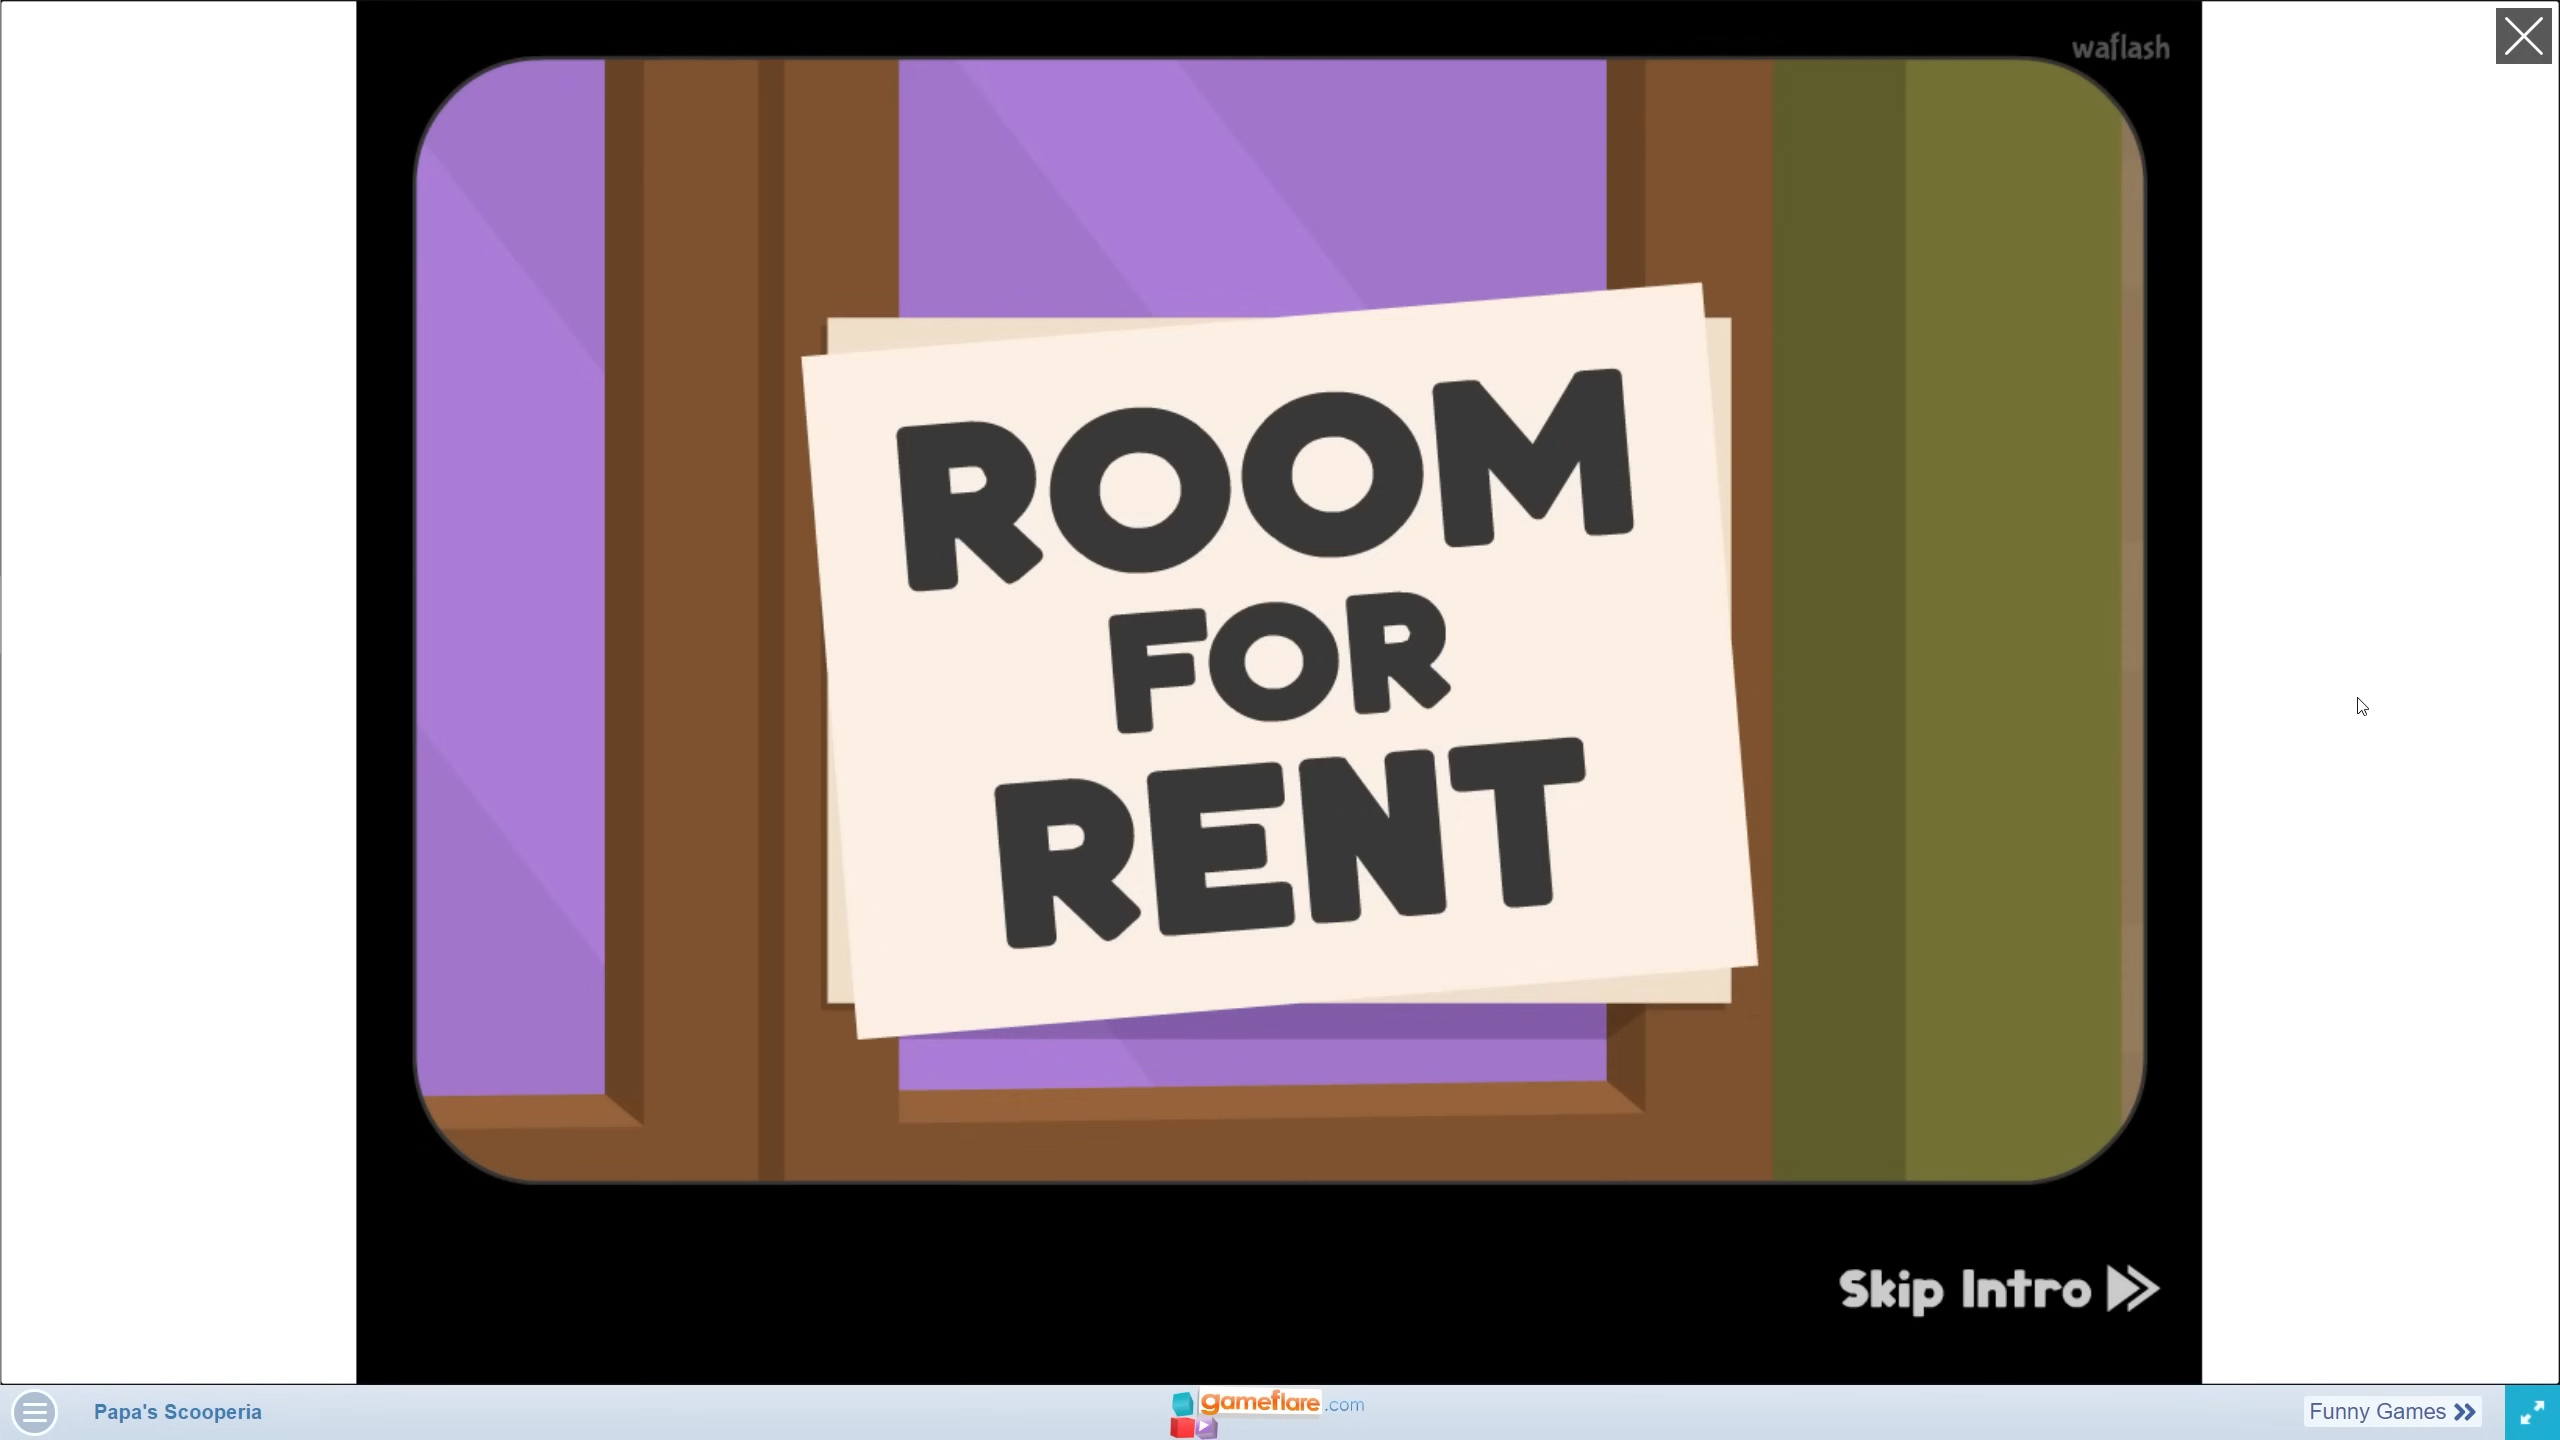 waflash
ROOM
FOR
RENT
Skip Intro
Papa's Scooperia
gameflare.com
Funny Games